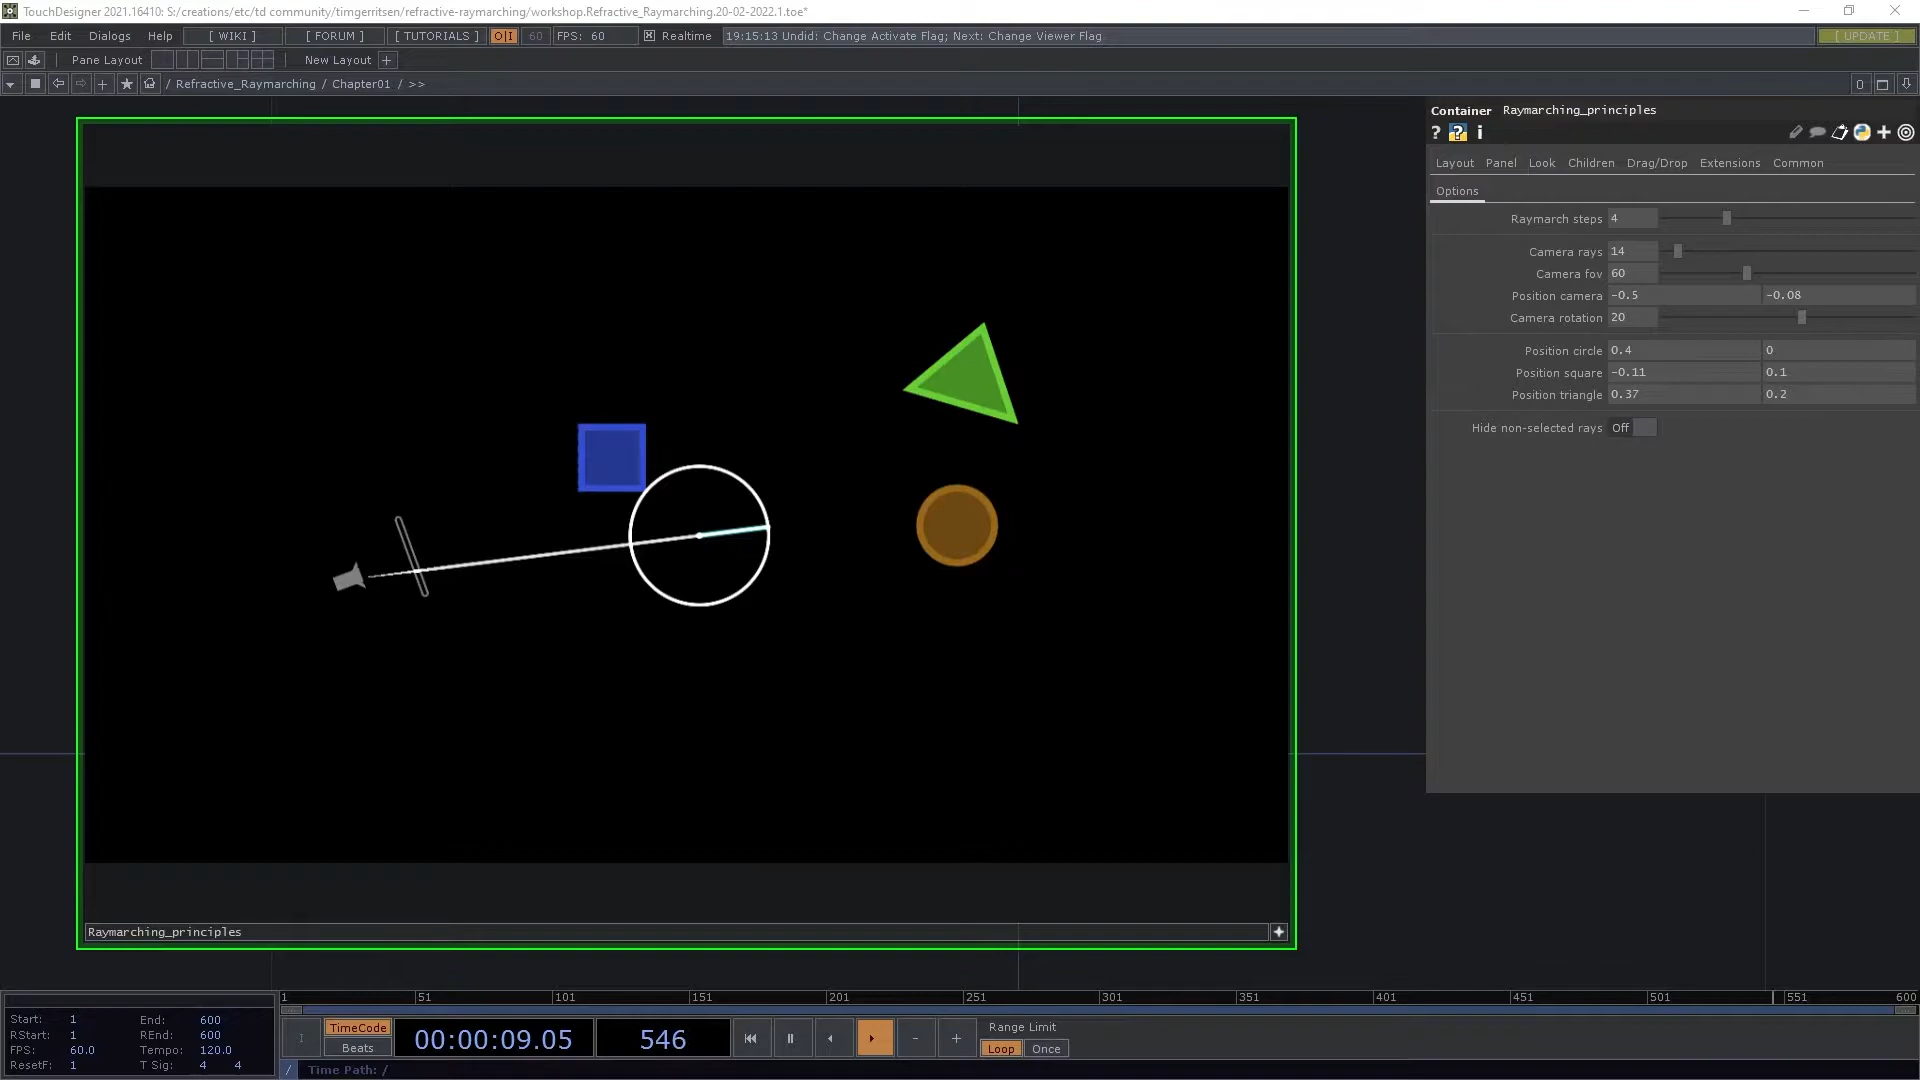 TouchDesigner 2021.16410: S:/creations/etc/td community/timgerritsen/refractive-raymarching/workshop.Refractive_Raymarching.20-02-2022.1.toe*
File Edit Dialogs Help [ WIKI ] [ FORUM ] [ TUTORIALS ] O|I 60 FPS: 60 Realtime 19:15:13 Undid: Change Activate Flag; Next: Change Viewer Flag [ UPDATE ]
Pane Layout New Layout +
/ Refractive_Raymarching / Chapter01 / >> 0
Container Raymarching_principles
? ? i
Layout Panel Look Children Drag/Drop Extensions Common
Options
Raymarch steps 4
Camera rays 14
Camera fov 60
Position camera -0.5 -0.08
Camera rotation 20
Position circle 0.4 0
Position square -0.11 0.1
Position triangle 0.37 0.2
Hide non-selected rays Off
Raymarching_principles
1 51 101 151 201 251 301 351 401 451 501 551 600
Start: 1 End: 600
RStart: 1 REnd: 600
FPS: 60.0 Tempo: 120.0
ResetF: 1 T Sig: 4 4
TimeCode
Beats
00:00:09.05
546
- +
Range Limit
Loop Once
/ Time Path: /